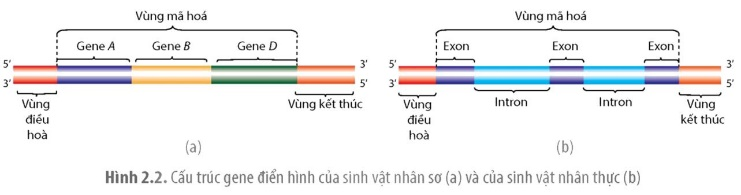 Vùng mã hoá
Gene A Gene B Gene D
5' 3'
3' 5'
Vùng
điều
hoà
Vùng kết thúc
(a)
Vùng mã hoá
Exon Exon Exon
5' 3'
3' 5'
Vùng
điều
hoà
Intron Intron
Vùng
kết thúc
(b)
Hình 2.2. Cấu trúc gene điển hình của sinh vật nhân sơ (a) và của sinh vật nhân thực (b)